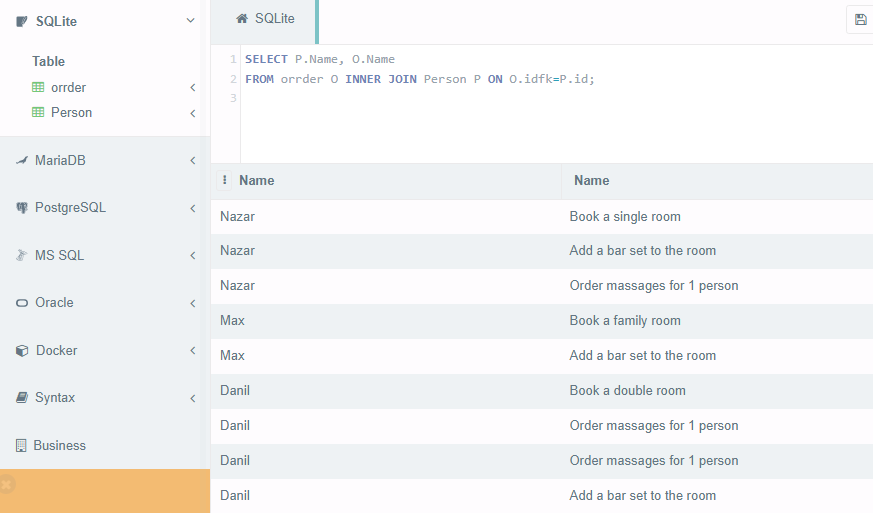 SQLite
Table
orrder
Person
MariaDB
PostgreSQL
MS SQL
Oracle
Docker
Syntax
Business
SQLite
1 SELECT P.Name, O.Name
2 FROM orrder O INNER JOIN Person P ON O.idfk=P.id;
3
Name Name
Nazar Book a single room
Nazar Add a bar set to the room
Nazar Order massages for 1 person
Max Book a family room
Max Add a bar set to the room
Danil Book a double room
Danil Order massages for 1 person
Danil Order massages for 1 person
Danil Add a bar set to the room